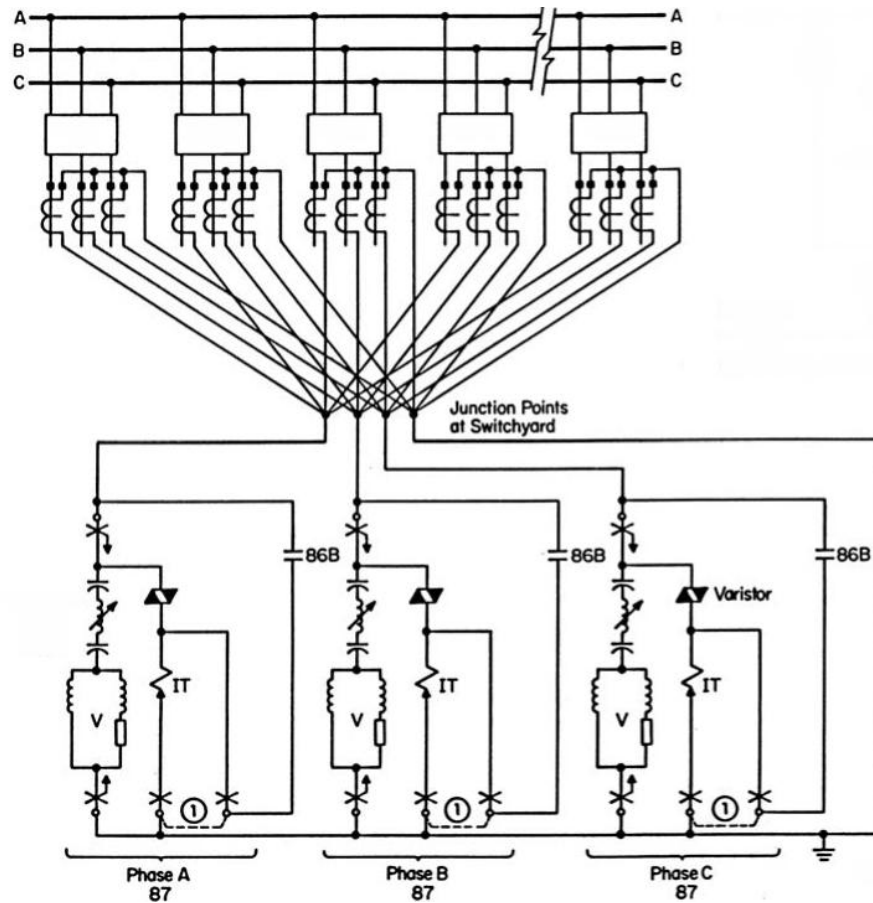 A A
B B
C C
Junction Points
at Switchyard
86B 86B 86B
Varistor
IT IT IT
V V V
1 1 1
Phase A Phase B Phase C
87 87 87